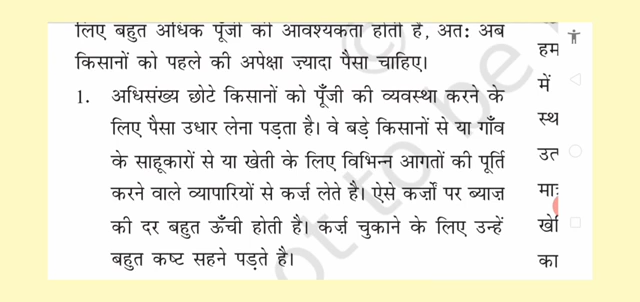 लिए बहुत अधिक पूँजी की आवश्यकता होती है, अतः अब
किसानों को पहले की अपेक्षा ज़्यादा पैसा चाहिए।
1. अधिसंख्य छोटे किसानों को पूँजी की व्यवस्था करने के
लिए पैसा उधार लेना पड़ता है। वे बड़े किसानों से या गाँव
के साहूकारों से या खेती के लिए विभिन्न आगतों की पूर्ति
करने वाले व्यापारियों से कर्ज़ लेते है। ऐसे कर्ज़ों पर ब्याज़
की दर बहुत ऊँची होती है। कर्ज़ चुकाने के लिए उन्हें
बहुत कष्ट सहने पड़ते है।
हम
में
स्थ
उत
खे
का